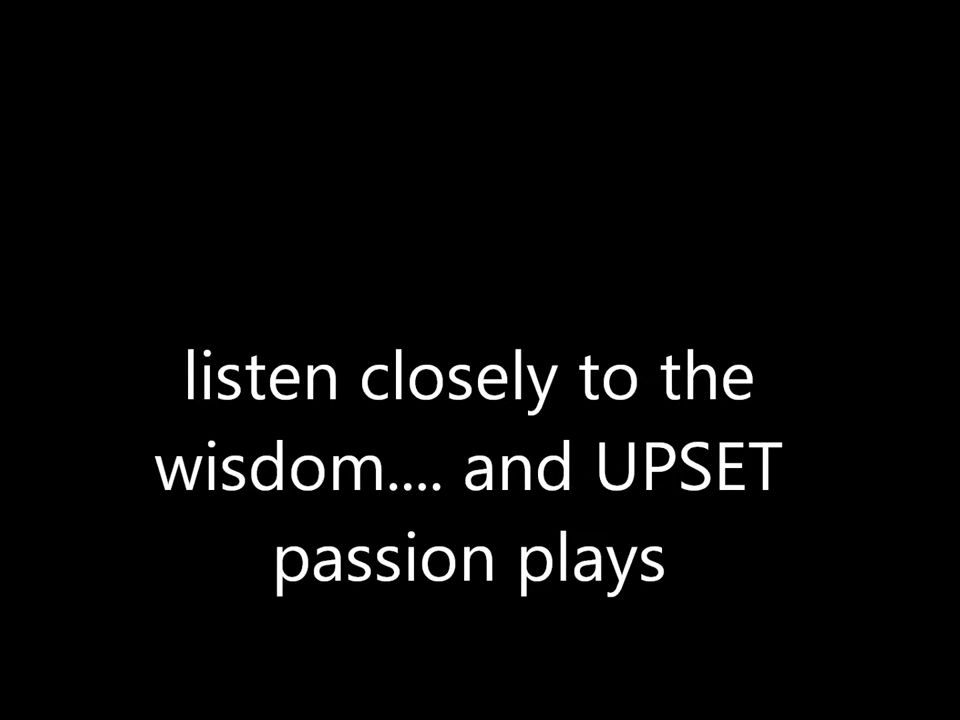 listen closely to the
wisdom.... and UPSET
passion plays